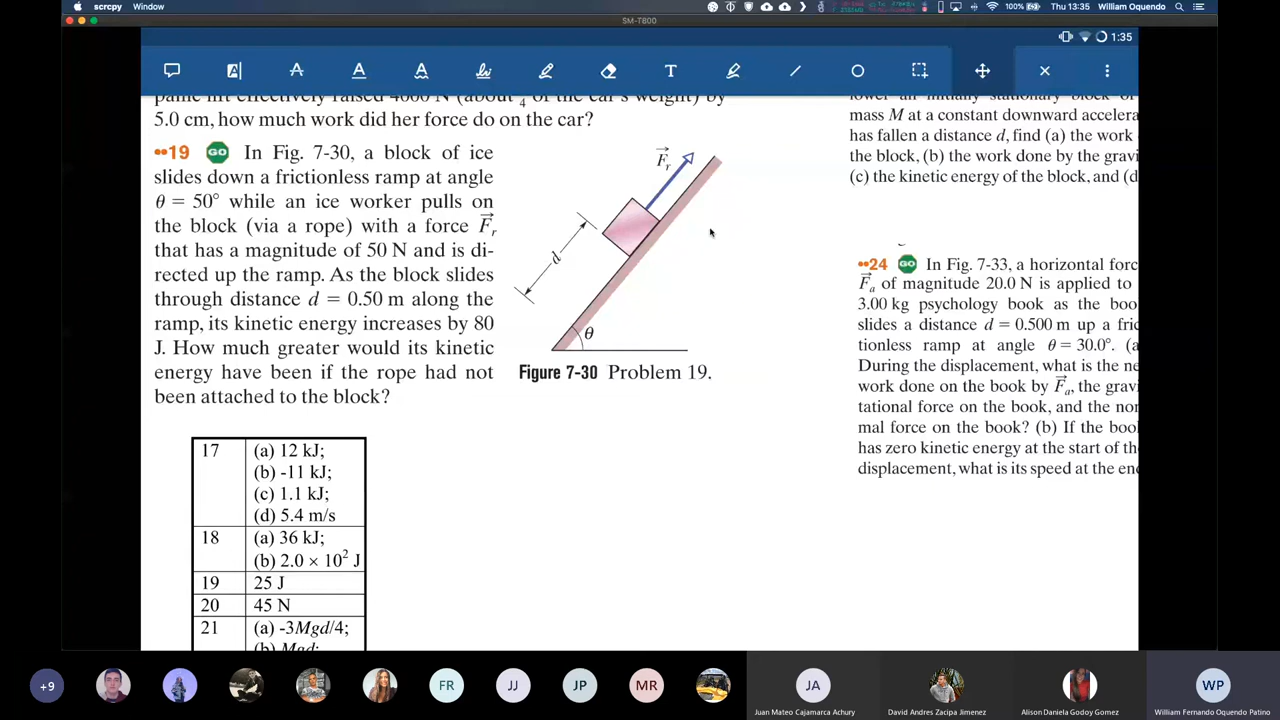 scrcpy Window
100% Thu 13:35 William Oquendo
SM-T800
1:35
5.0 cm, how much work did her force do on the car?
••19 GO In Fig. 7-30, a block of ice
slides down a frictionless ramp at angle
θ = 50° while an ice worker pulls on
the block (via a rope) with a force F⃗r
that has a magnitude of 50 N and is di-
rected up the ramp. As the block slides
through distance d = 0.50 m along the
ramp, its kinetic energy increases by 80
J. How much greater would its kinetic
energy have been if the rope had not
been attached to the block?
F⃗r
d
θ
Figure 7-30 Problem 19.
17 (a) 12 kJ;
(b) -11 kJ;
(c) 1.1 kJ;
(d) 5.4 m/s
18 (a) 36 kJ;
(b) 2.0 × 10² J
19 25 J
20 45 N
21 (a) -3Mgd/4;
(b) Mgd;
mass M at a constant downward accelera
has fallen a distance d, find (a) the work
the block, (b) the work done by the gravi
(c) the kinetic energy of the block, and (d
••24 GO In Fig. 7-33, a horizontal forc
F⃗a of magnitude 20.0 N is applied to
3.00 kg psychology book as the boo
slides a distance d = 0.500 m up a fric
tionless ramp at angle θ = 30.0°. (a
During the displacement, what is the ne
work done on the book by F⃗a, the gravi
tational force on the book, and the nor
mal force on the book? (b) If the boo
has zero kinetic energy at the start of the
displacement, what is its speed at the end
+9
FR
JJ
JP
MR
JA
WP
Juan Mateo Cajamarca Achury
David Andres Zacipa Jimenez
Alison Daniela Godoy Gomez
William Fernando Oquendo Patino